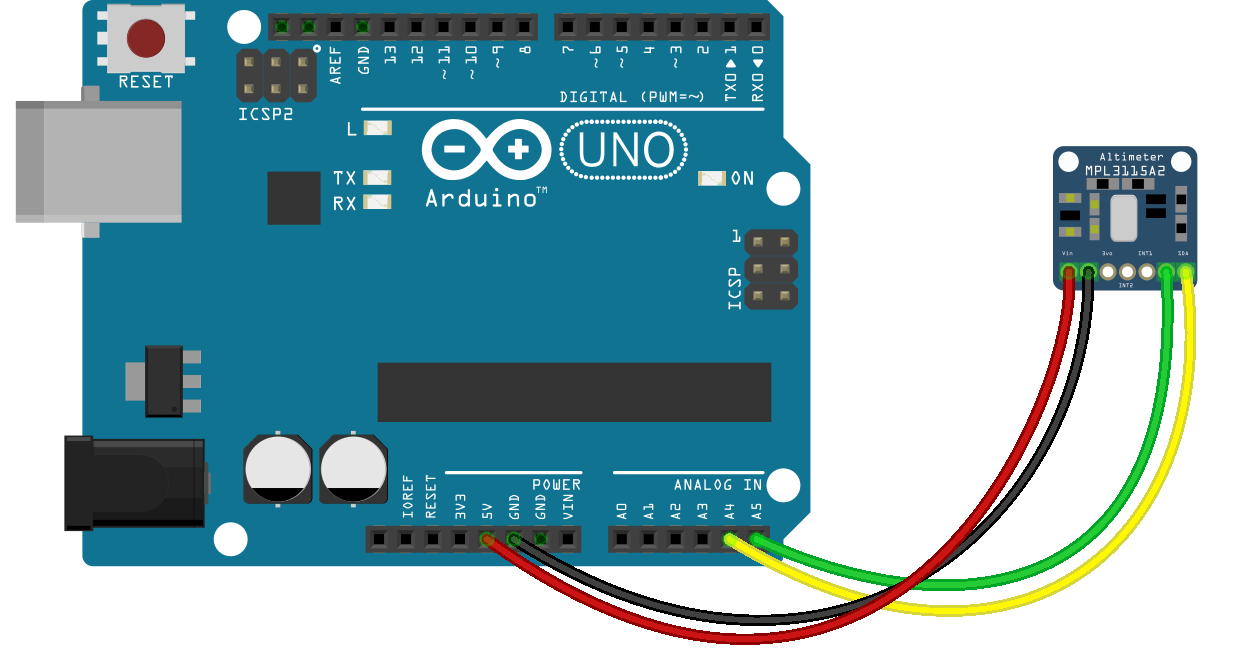 RESET
ICSP2
AREF
GND
13
12
~11
~10
~9
8
7
~6
~5
4
~3
2
TX0▶1
RX0◀0
DIGITAL (PWM=~)
L
TX
RX
Arduino™
UNO
ON
1
ICSP
IOREF
RESET
3V3
5V
GND
GND
VIN
POWER
A0
A1
A2
A3
A4
A5
ANALOG IN
Altimeter
MPL3115A2
Vin
3vo
INT1
SDA
INT2